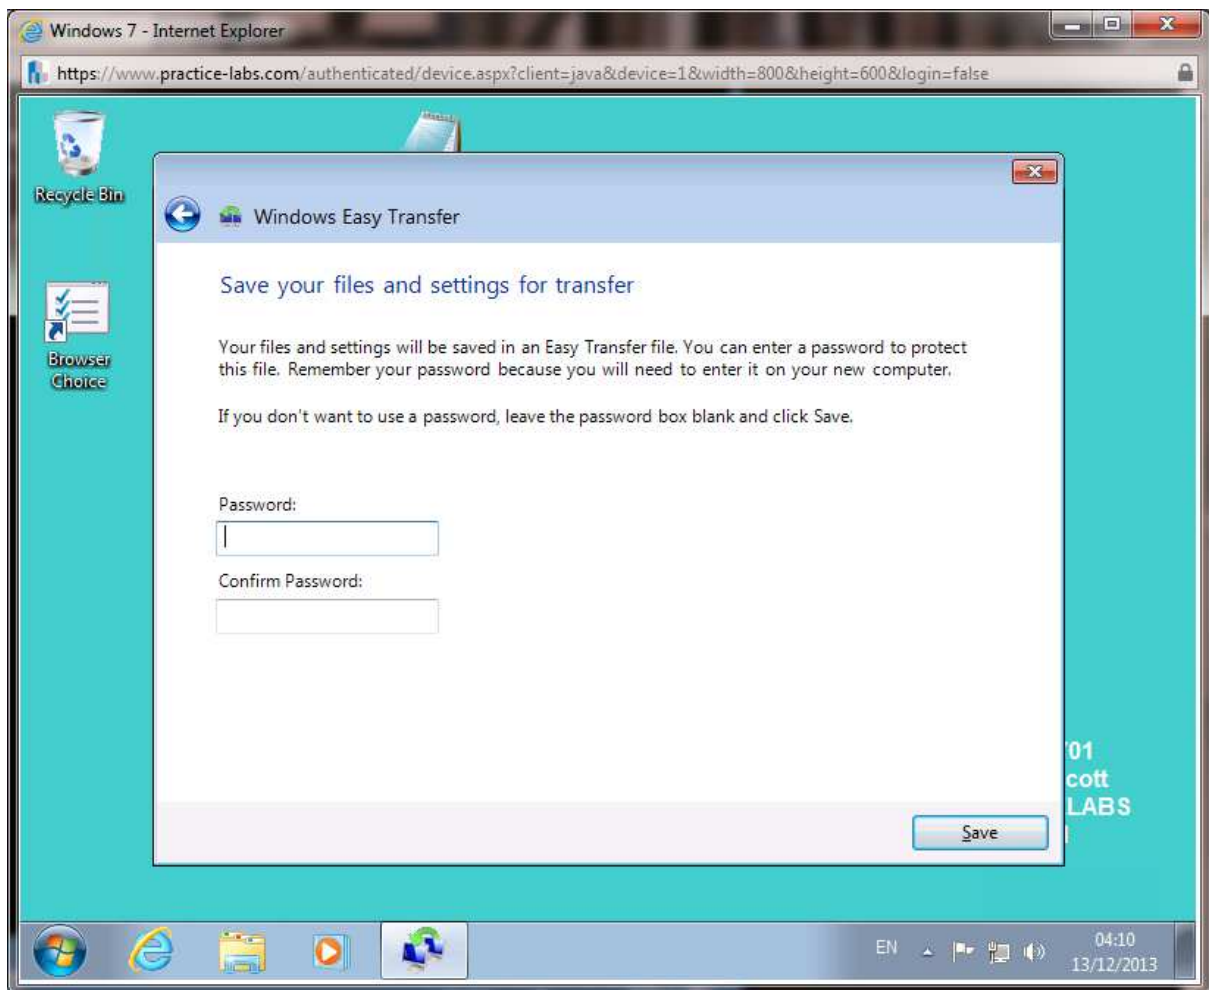 Windows 7 - Internet Explorer
https://www.practice-labs.com/authenticated/device.aspx?client=java&device=1&width=800&height=600&login=false
Recycle Bin
Windows Easy Transfer
Save your files and settings for transfer
Browser
Choice
Your files and settings will be saved in an Easy Transfer file. You can enter a password to protect
this file. Remember your password because you will need to enter it on your new computer.
If you don't want to use a password, leave the password box blank and click Save.
Password:
Confirm Password:
01
cott
LABS
Save
EN
04:10
13/12/2013